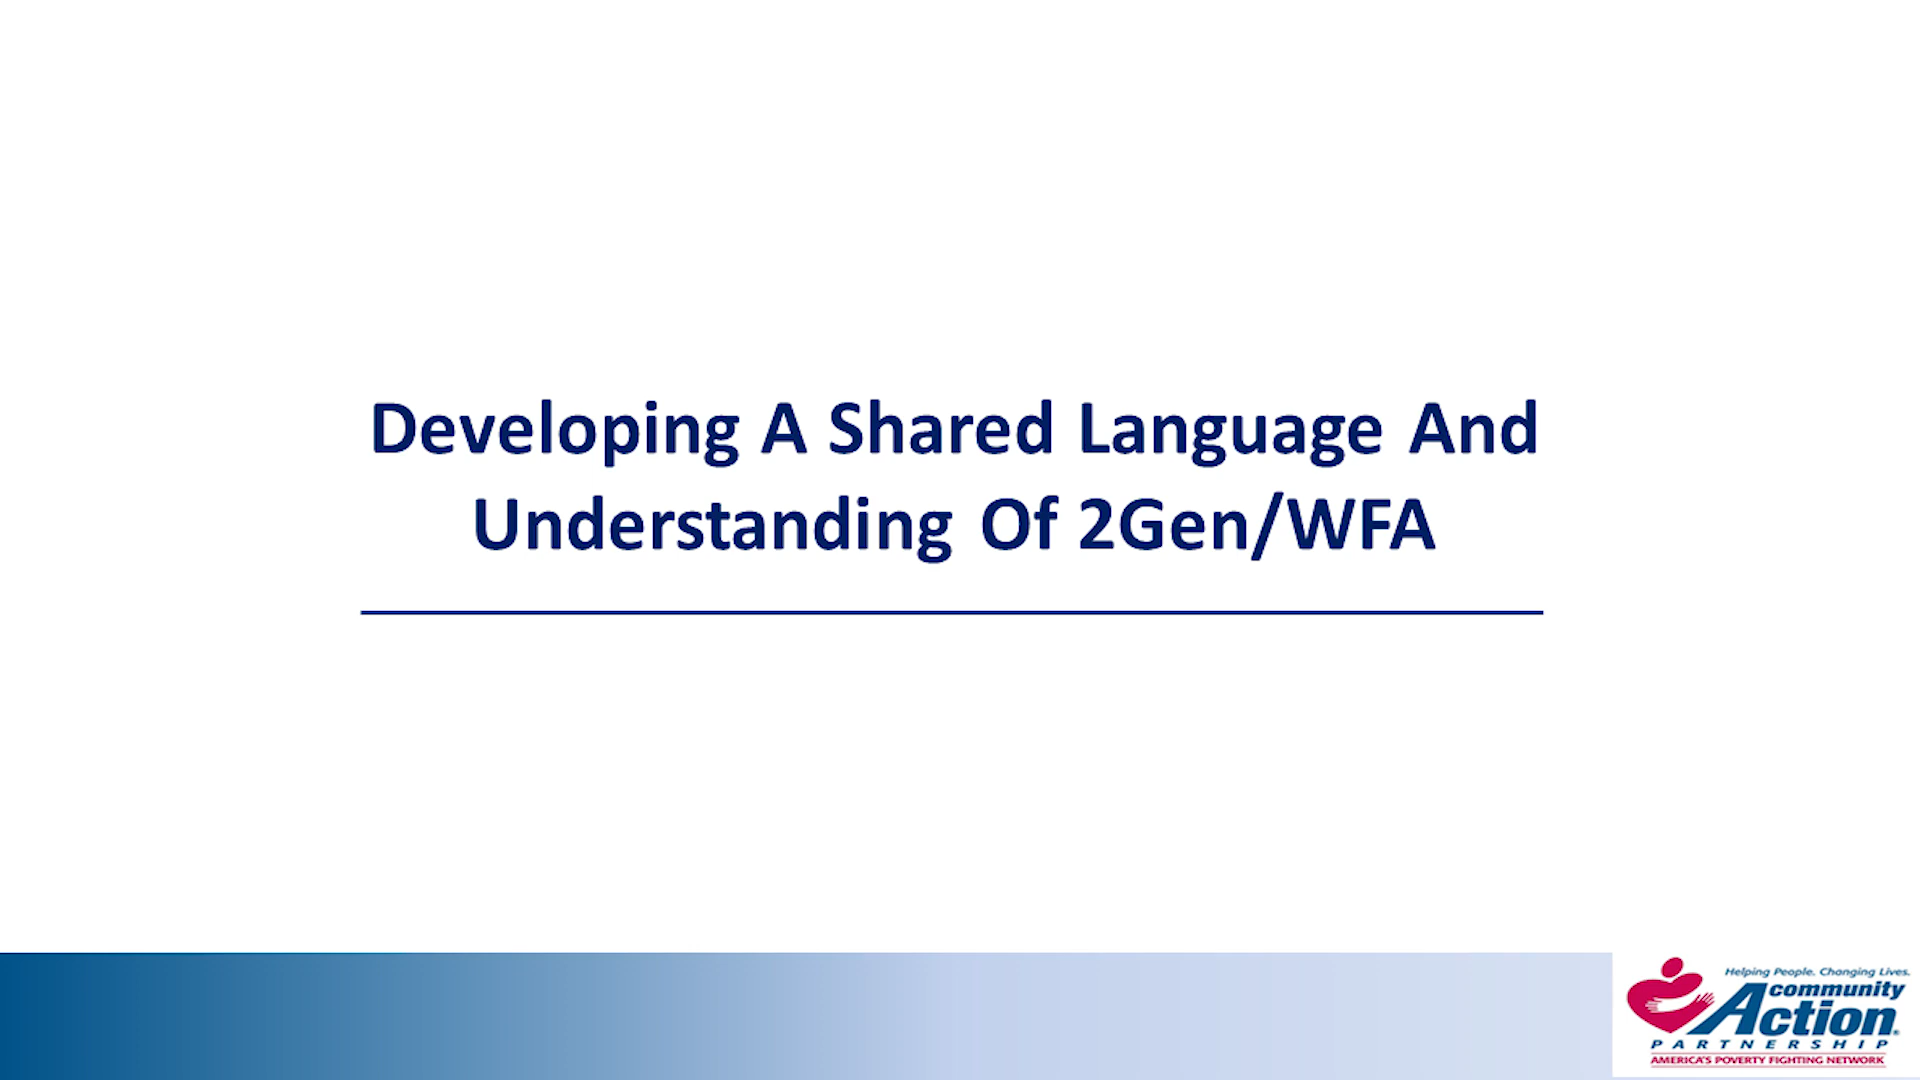 Developing A Shared Language And
Understanding Of 2Gen/WFA
Helping People. Changing Lives.
community
Action®
PARTNERSHIP
AMERICA'S POVERTY FIGHTING NETWORK